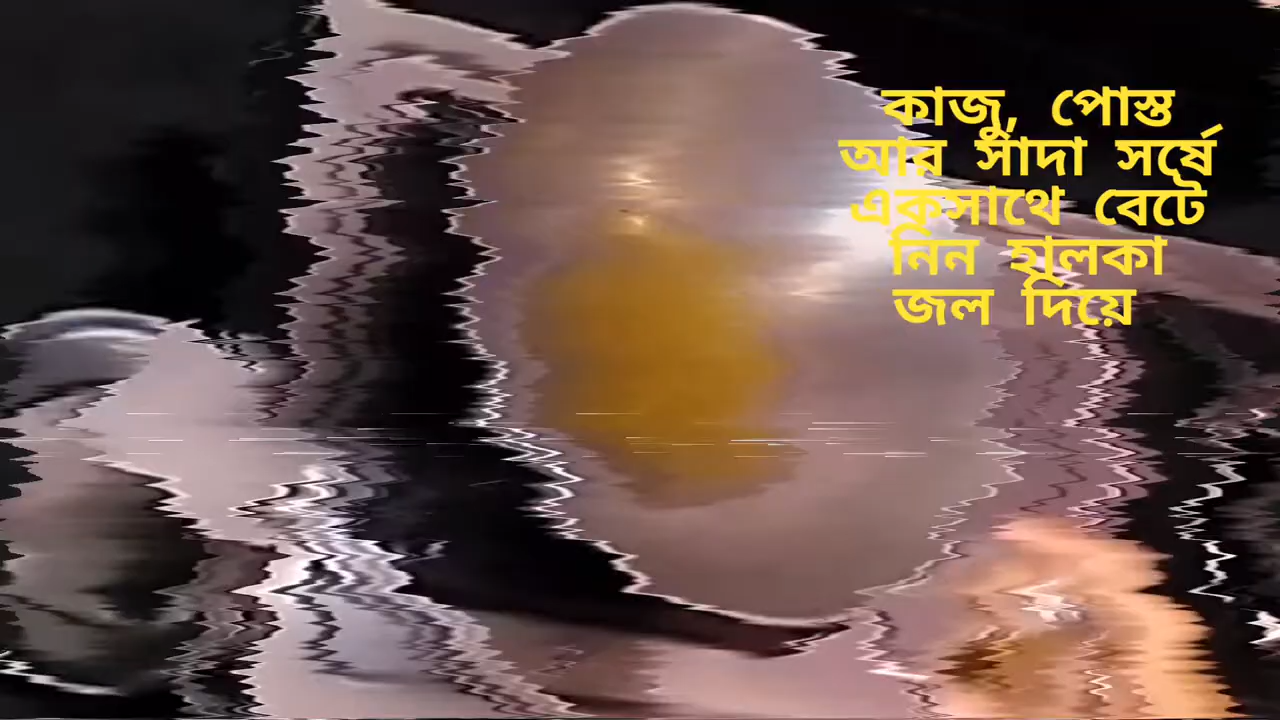 কাজু, পোস্ত
আর সাদা সর্ষে
একসাথে বেটে
নিন হালকা
জল দিয়ে